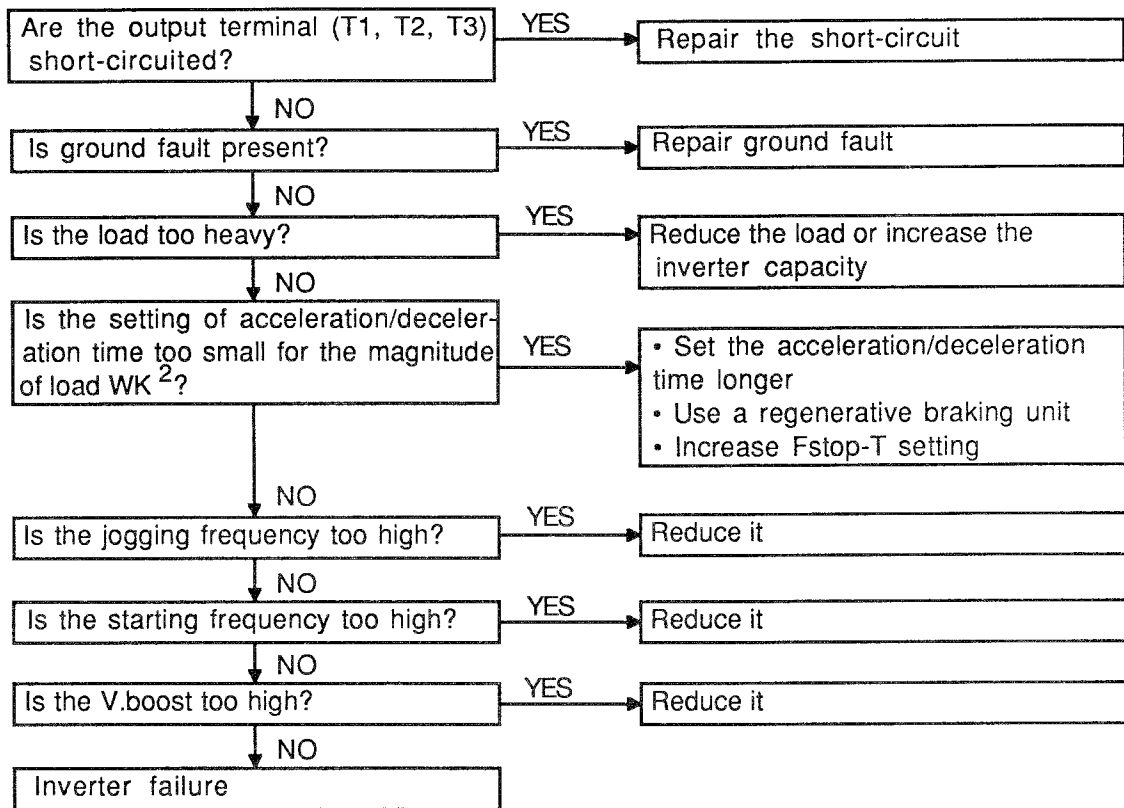 Are the output terminal (T1, T2, T3)
short-circuited?
YES
Repair the short-circuit
NO
Is ground fault present?
YES
Repair ground fault
NO
Is the load too heavy?
YES
Reduce the load or increase the
inverter capacity
NO
Is the setting of acceleration/deceler-
ation time too small for the magnitude
of load WK²?
YES
• Set the acceleration/deceleration
time longer
• Use a regenerative braking unit
• Increase Fstop-T setting
NO
Is the jogging frequency too high?
YES
Reduce it
NO
Is the starting frequency too high?
YES
Reduce it
NO
Is the V.boost too high?
YES
Reduce it
NO
Inverter failure